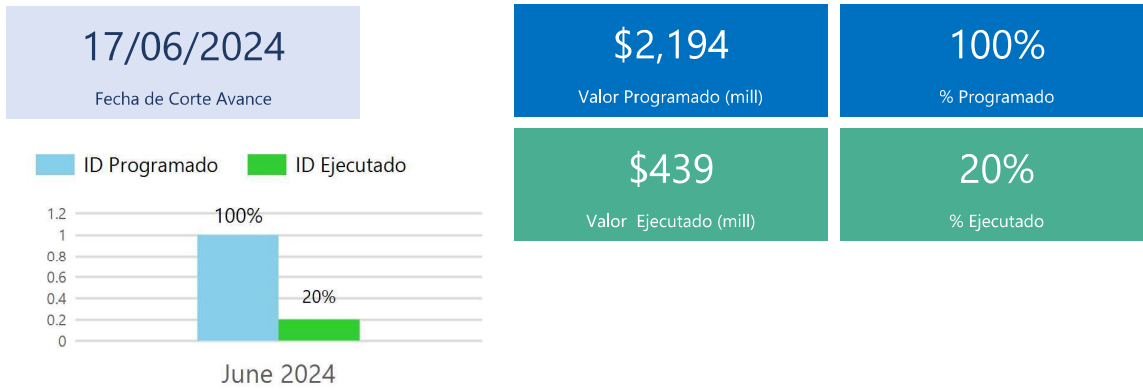 17/06/2024
Fecha de Corte Avance
$2,194
Valor Programado (mill)
100%
% Programado
$439
Valor Ejecutado (mill)
20%
% Ejecutado
ID Programado
ID Ejecutado
1.2
1
0.8
0.6
0.4
0.2
0
100%
20%
June 2024